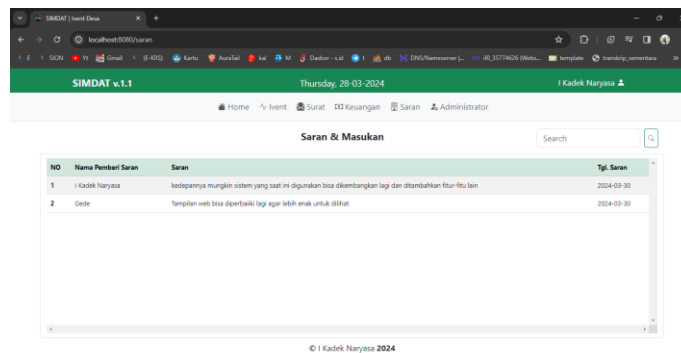 SIMDAT | Ivent Desa
localhost:8080/saran
E SION Yt Gmail (E-KRS) Kartu AuraTail kal M Dasbor - s.id t db DNS/Nameserver |... if0_35774626 (Webs... template transkrip_sementara
SIMDAT v.1.1 Thursday, 28-03-2024 I Kadek Naryasa
Home Ivent Surat Keuangan Saran Administrator
Saran & Masukan Search
NO Nama Pemberi Saran Saran Tgl. Saran
1 I Kadek Naryasa kedepannya mungkin sistem yang saat ini digunakan bisa dikembangkan lagi dan ditambahkan fitur-fitu lain 2024-03-30
2 Gede Tampilan web bisa diperbaiiki lagi agar lebih enak untuk dilihat 2024-03-30
© I Kadek Naryasa 2024